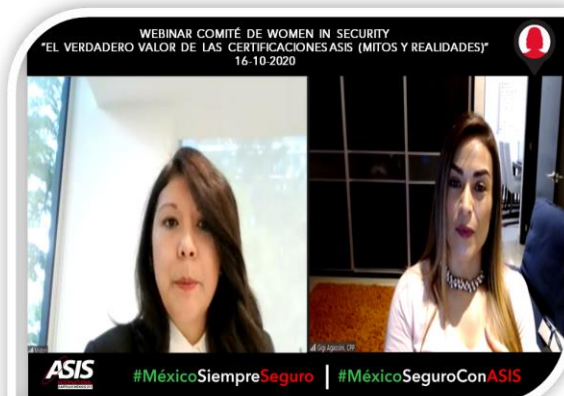 WEBINAR COMITÉ DE WOMEN IN SECURITY
"EL VERDADERO VALOR DE LAS CERTIFICACIONES ASIS (MITOS Y REALIDADES)"
16-10-2020
Gigi Agassini, CPP
ASIS
INTERNATIONAL
#MéxicoSiempreSeguro | #MéxicoSeguroConASIS